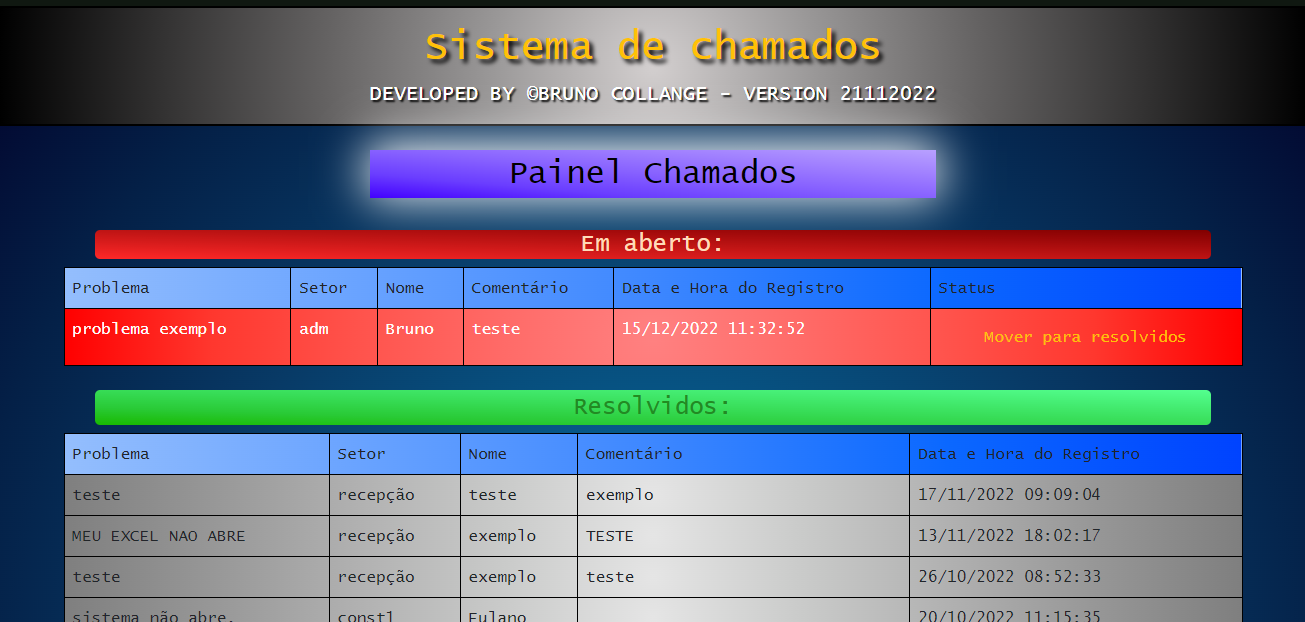 Sistema de chamados
DEVELOPED BY ©BRUNO COLLANGE - VERSION 21112022
Painel Chamados
Em aberto:
Problema Setor Nome Comentário Data e Hora do Registro Status
problema exemplo adm Bruno teste 15/12/2022 11:32:52 Mover para resolvidos
Resolvidos:
Problema Setor Nome Comentário Data e Hora do Registro
teste recepção teste exemplo 17/11/2022 09:09:04
MEU EXCEL NAO ABRE recepção exemplo TESTE 13/11/2022 18:02:17
teste recepção exemplo teste 26/10/2022 08:52:33
sistema não abre. Fulano 20/10/2022 11:15:35